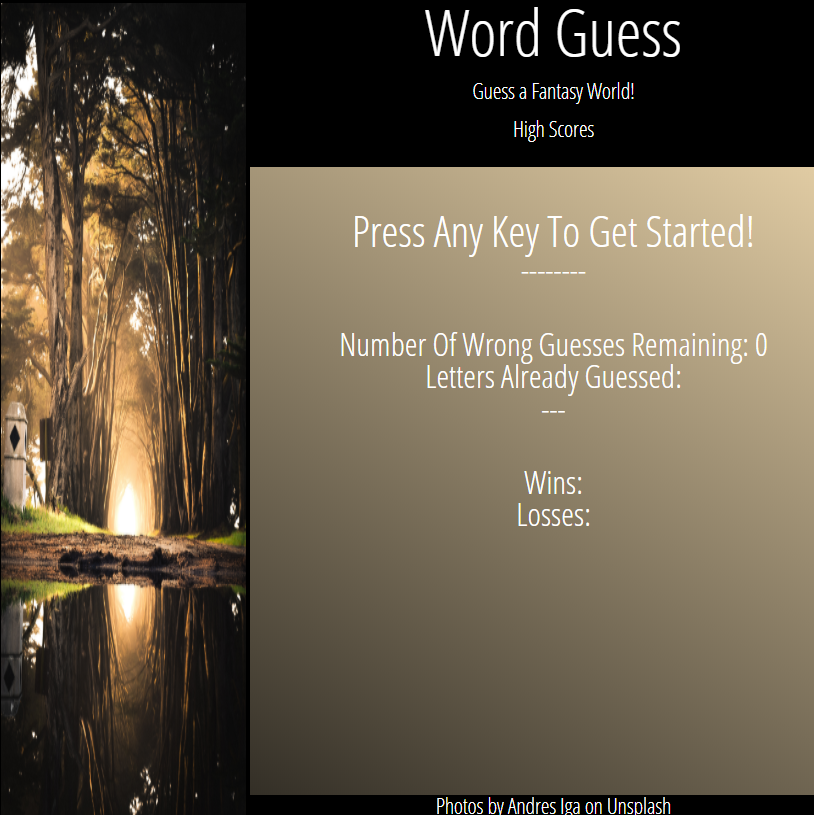 Word Guess
Guess a Fantasy World!
High Scores
Press Any Key To Get Started!
--------
Number Of Wrong Guesses Remaining: 0
Letters Already Guessed:
---
Wins:
Losses:
Photos by Andres Iga on Unsplash